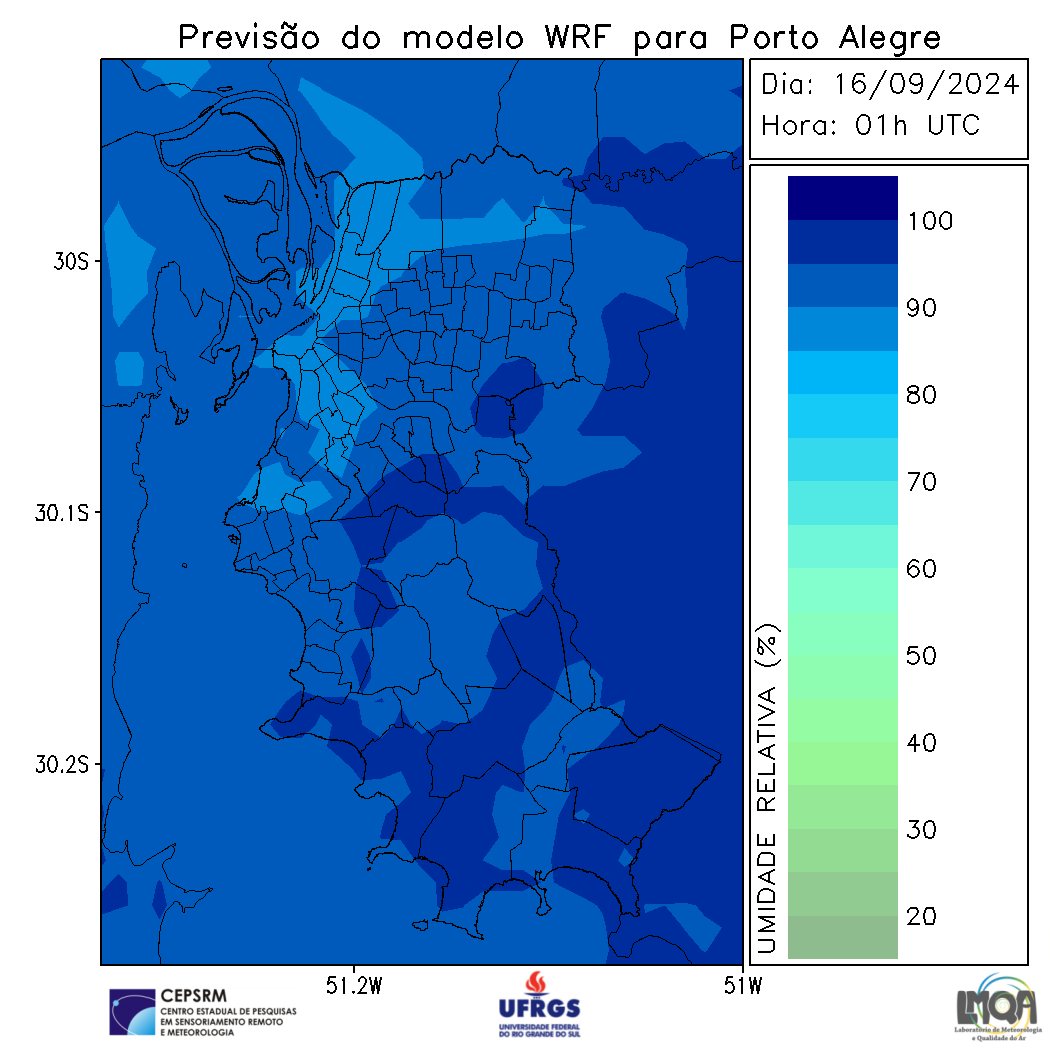 Previsão do modelo WRF para Porto Alegre
Dia: 16/09/2024
Hora: 01h UTC
30S
30.1S
30.2S
51.2W
51W
UMIDADE RELATIVA (%)
100
90
80
70
60
50
40
30
20
CEPSRM
CENTRO ESTADUAL DE PESQUISAS
EM SENSORIAMENTO REMOTO
E METEOROLOGIA
UFRGS
UNIVERSIDADE FEDERAL
DO RIO GRANDE DO SUL
LMQA
Laboratório de Meteorologia
e Qualidade do Ar